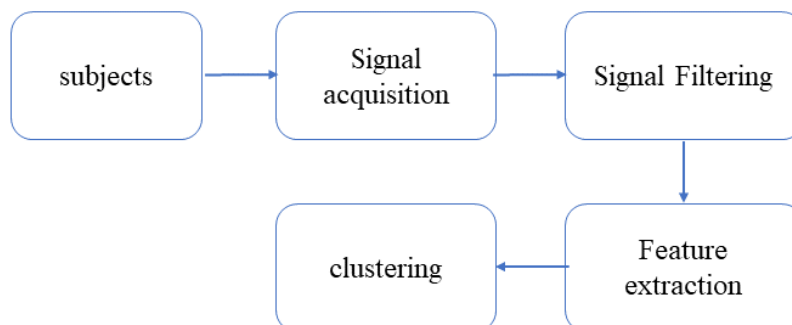 subjects
Signal
acquisition
Signal Filtering
Feature
extraction
clustering